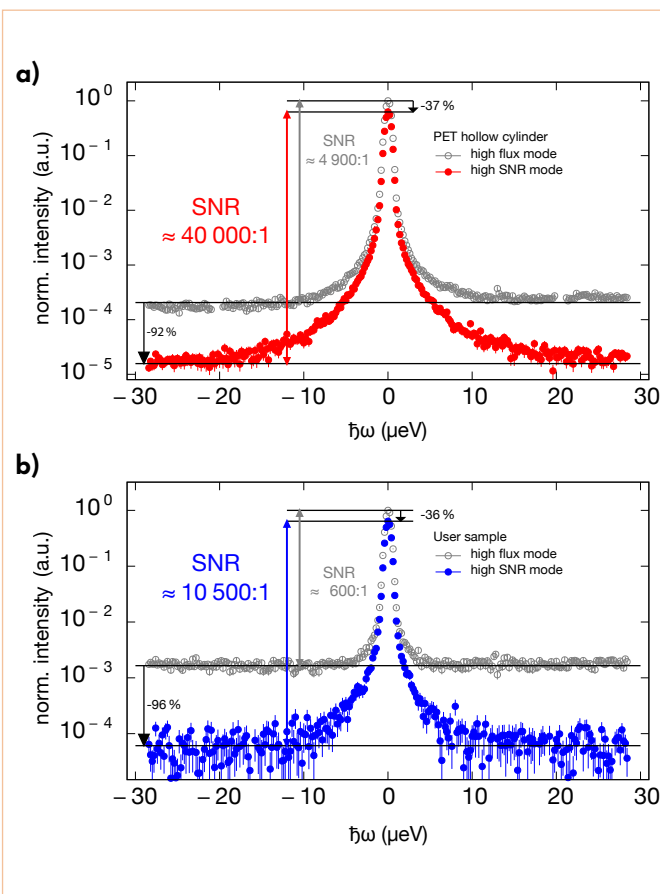 a)
norm. intensity (a.u.)
10⁰
10⁻¹
10⁻²
10⁻³
10⁻⁴
10⁻⁵
-37 %
SNR
≈ 4 900:1
SNR
≈ 40 000:1
-92 %
PET hollow cylinder
high flux mode
high SNR mode
−30 −20 −10 0 10 20 30
ħω (µeV)
b)
norm. intensity (a.u.)
10⁰
10⁻¹
10⁻²
10⁻³
10⁻⁴
-36 %
SNR
≈ 600:1
SNR
≈ 10 500:1
-96 %
User sample
high flux mode
high SNR mode
−30 −20 −10 0 10 20 30
ħω (µeV)